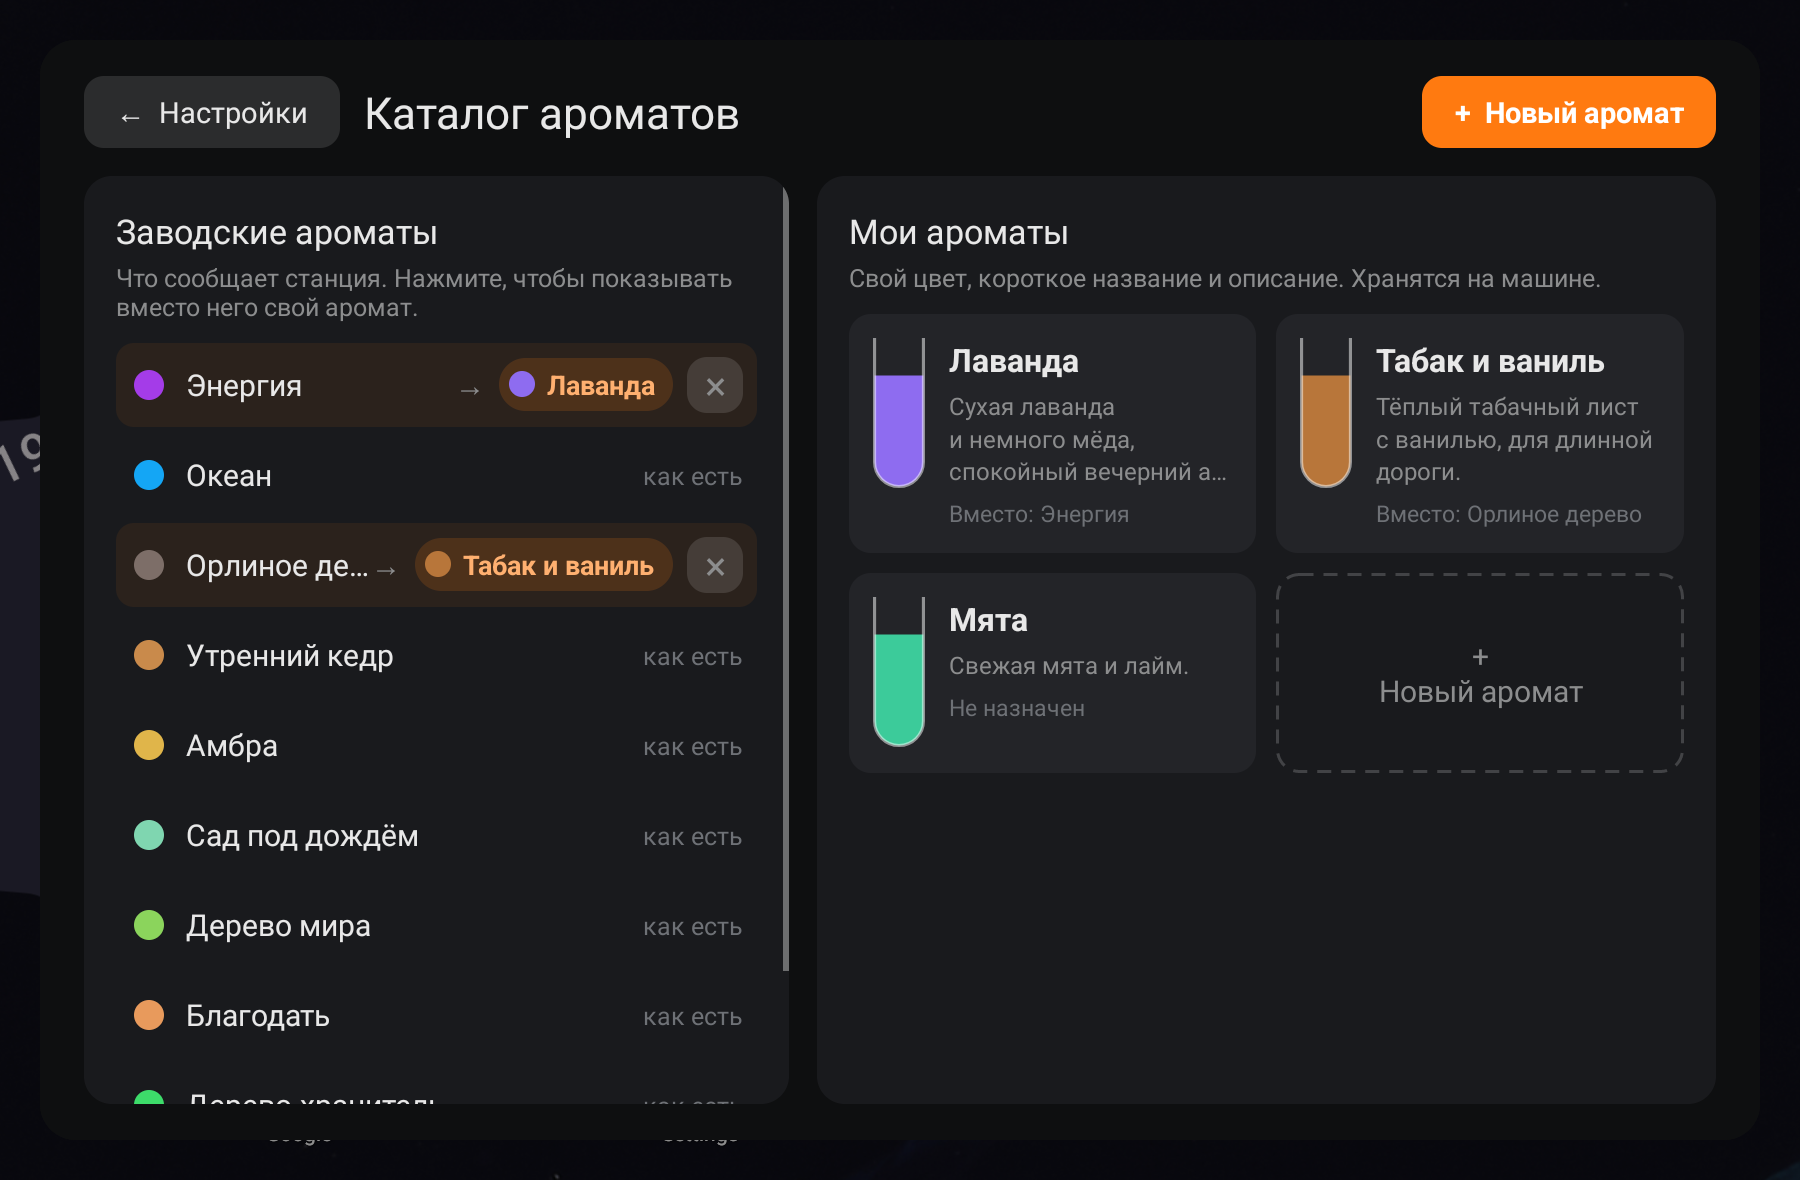 ← Настройки
Каталог ароматов
+ Новый аромат
Заводские ароматы
Что сообщает станция. Нажмите, чтобы показывать
вместо него свой аромат.
Энергия → Лаванда ×
Океан как есть
Орлиное де... → Табак и ваниль ×
Утренний кедр как есть
Амбра как есть
Сад под дождём как есть
Дерево мира как есть
Благодать как есть
Мои ароматы
Свой цвет, короткое название и описание. Хранятся на машине.
Лаванда
Сухая лаванда
и немного мёда,
спокойный вечерний а...
Вместо: Энергия
Табак и ваниль
Тёплый табачный лист
с ванилью, для длинной
дороги.
Вместо: Орлиное дерево
Мята
Свежая мята и лайм.
Не назначен
+
Новый аромат
19